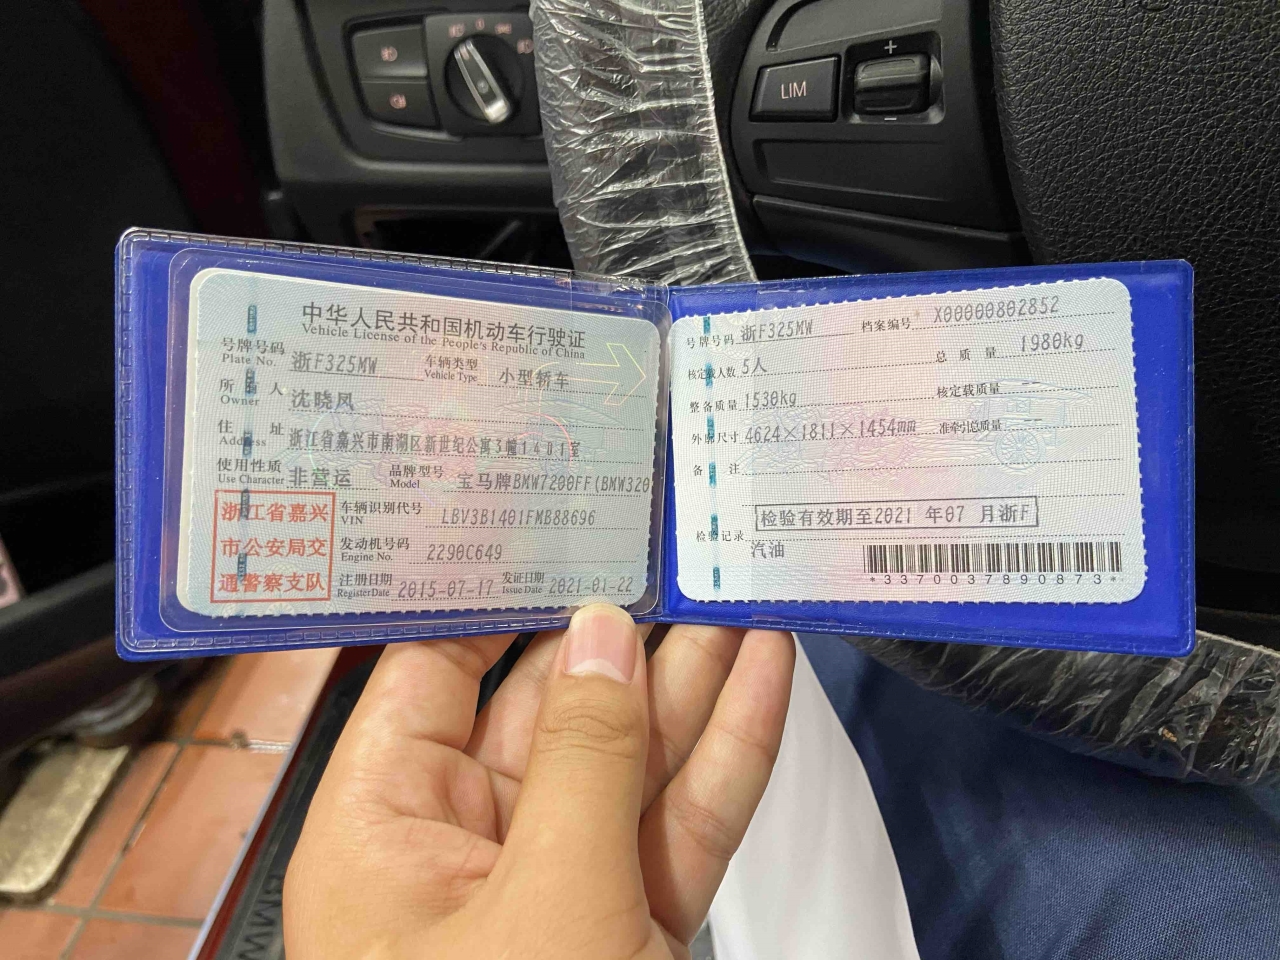 LIM
+
−
中华人民共和国机动车行驶证
Vehicle License of the People's Republic of China
号牌号码 浙F325MW 车辆类型 小型轿车
Plate No. Vehicle Type
所有人 沈晓凤
Owner
住址 浙江省嘉兴市南湖区新世纪公寓3幢1401室
Address
使用性质 非营运 品牌型号 宝马牌BMW7200FF(BMW320
Use Character Model
浙江省嘉兴
市公安局交
通警察支队
车辆识别代号 LBV3B1401FMB88696
VIN
发动机号码 2290C649
Engine No.
注册日期 2015-07-17 发证日期 2021-01-22
Register Date Issue Date
号牌号码 浙F325MW 档案编号 X00000802852
核定载人数 5人 总质量 1980kg
整备质量 1530kg 核定载质量 --
外廓尺寸 4624×1811×1454mm 准牵引总质量 --
备注
检验有效期至2021 年07 月浙F
检验记录
汽油
*3370037890873*
BMW